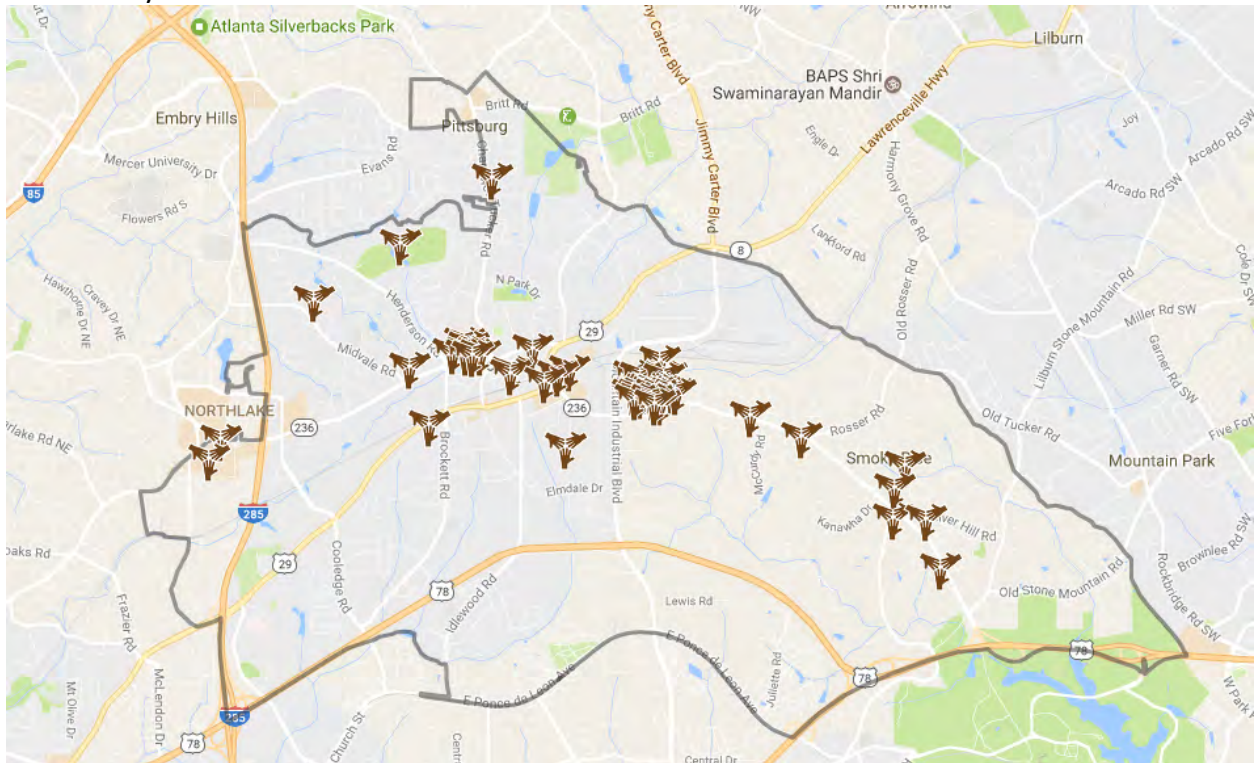 Atlanta Silverbacks Park
NW
Lilburn
BAPS Shri
Swaminarayan Mandir
Jimmy Carter Blvd
Lawrenceville Hwy
Embry Hills
Britt Rd
Britt Rd
Pittsburg
Engle Dr
Joy
Arcado Rd SW
Evans Rd
Mercer University Dr
85
Harmony Grove Rd
Jimmy Carter Blvd
Arcado Rd SW
Flowers Rd S
Lankford Rd
8
Cole Dr SW
N Park Dr
Hawthorne Dr NE
Cravey Dr NE
Henderson Rd
Old Rosser Rd
Lilburn Stone Mountain Rd
Miller Rd SW
29
Garner Rd SW
Midvale Rd
NORTHLAKE
236
236
Rosser Rd
Old Tucker Rd
Brockett Rd
McCurdy Rd
Mountain Park
Elmdale Dr
Kanawha Dr
285
Cooledge Rd
Brownlee Rd SW
29
78
Idlewood Rd
Lewis Rd
Old Stone Mountain Rd
Rockbridge Rd SW
Frazier Rd
E Ponce de Leon Ave
78
McLendon Dr
Mt Olive Dr
Juliette Rd
78
E Ponce de Leon Ave
285
W Park
78
Church St
Central Dr